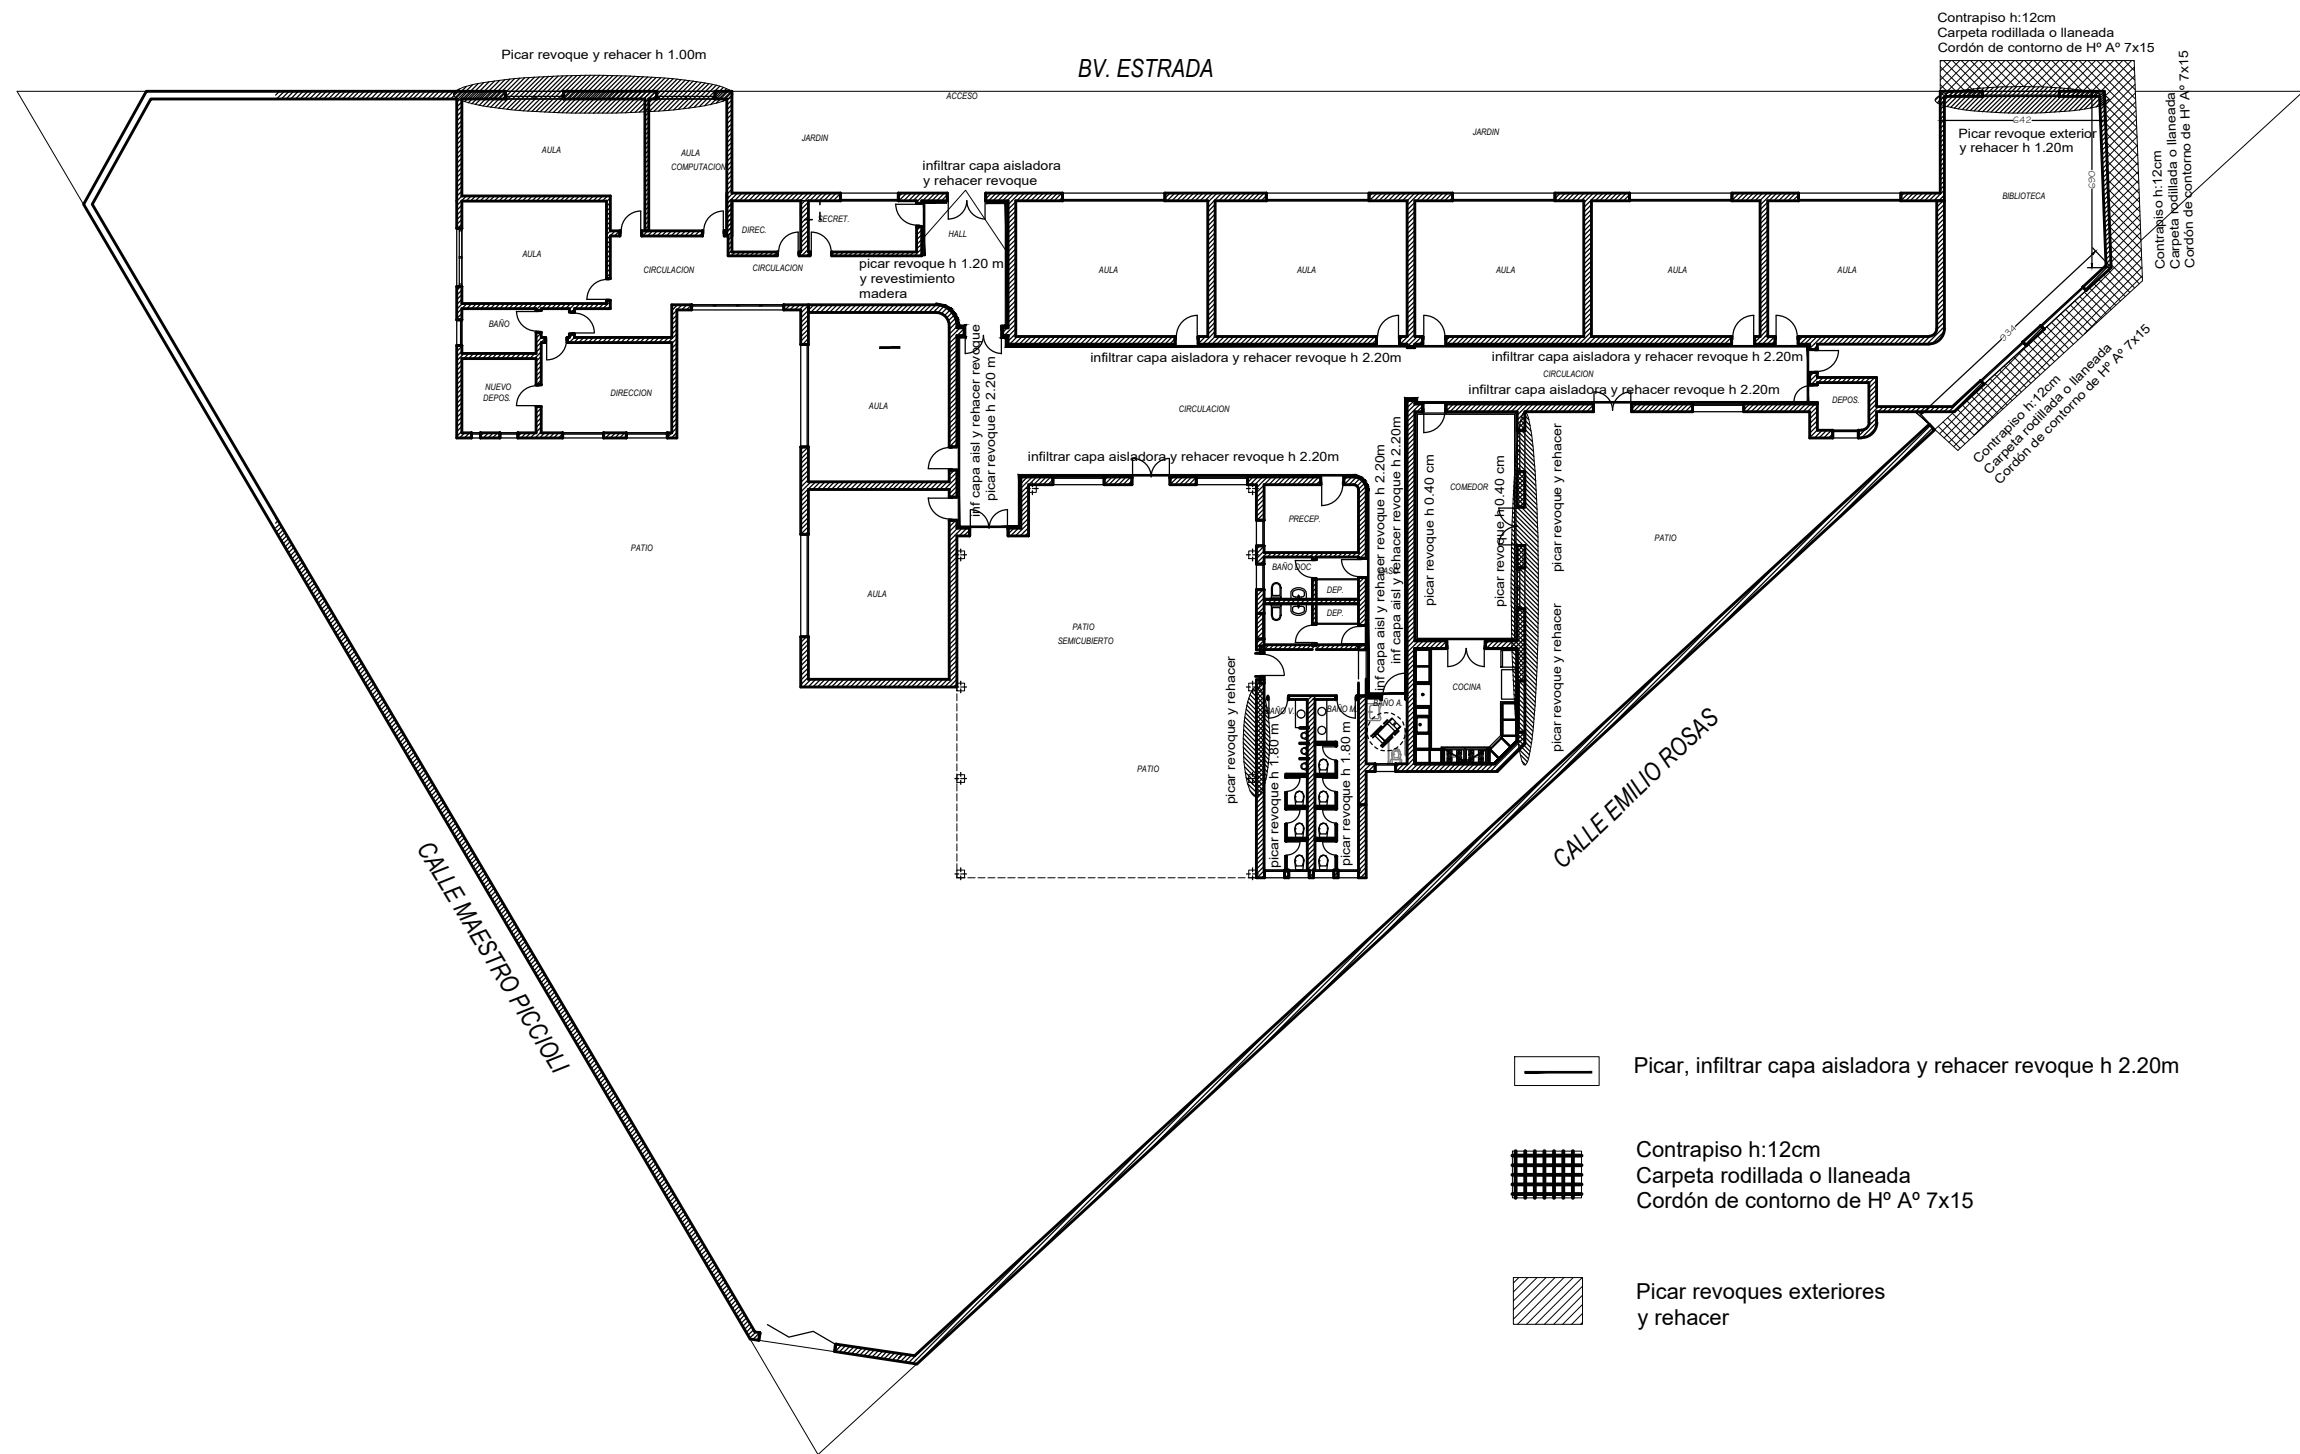 Contrapiso h:12cm
Carpeta rodillada o llaneada
Cordón de contorno de Hº Aº 7x15
Picar revoque y rehacer h 1.00m
BV. ESTRADA
ACCESO
JARDIN
JARDIN
642
Picar revoque exterior
y rehacer h 1.20m
690
Contrapiso h:12cm
Carpeta rodillada o llaneada
Cordón de contorno de Hº Aº 7x15
AULA
AULA
COMPUTACION
infiltrar capa aisladora
y rehacer revoque
BIBLIOTECA
SECRET.
DIREC.
HALL
AULA
CIRCULACION
CIRCULACION
picar revoque h 1.20 m
y revestimiento
madera
AULA
AULA
AULA
AULA
AULA
BAÑO
934
inf capa aisl y rehacer revoque
picar revoque h 2.20 m
infiltrar capa aisladora y rehacer revoque h 2.20m
infiltrar capa aisladora y rehacer revoque h 2.20m
CIRCULACION
infiltrar capa aisladora y rehacer revoque h 2.20m
Contrapiso h:12cm
Carpeta rodillada o llaneada
Cordón de contorno de Hº Aº 7x15
NUEVO
DEPOS.
DIRECCION
AULA
CIRCULACION
DEPOS.
infiltrar capa aisladora y rehacer revoque h 2.20m
inf capa aisl y rehacer revoque h 2.20m
inf capa aisl y rehacer revoque h 2.20m
picar revoque h 0.40 cm
COMEDOR
picar revoque h 0.40 cm
picar revoque y rehacer
PRECEP.
PATIO
PATIO
BAÑO DOC
DEP.
DEP.
AULA
PATIO
SEMICUBIERTO
picar revoque y rehacer
picar revoque y rehacer
picar revoque y rehacer
COCINA
BAÑO V.
BAÑO M.
BAÑO A.
picar revoque h 1.80 m
picar revoque h 1.80 m
PATIO
CALLE EMILIO ROSAS
CALLE MAESTRO PICCIOLI
Picar, infiltrar capa aisladora y rehacer revoque h 2.20m
Contrapiso h:12cm
Carpeta rodillada o llaneada
Cordón de contorno de Hº Aº 7x15
Picar revoques exteriores
y rehacer